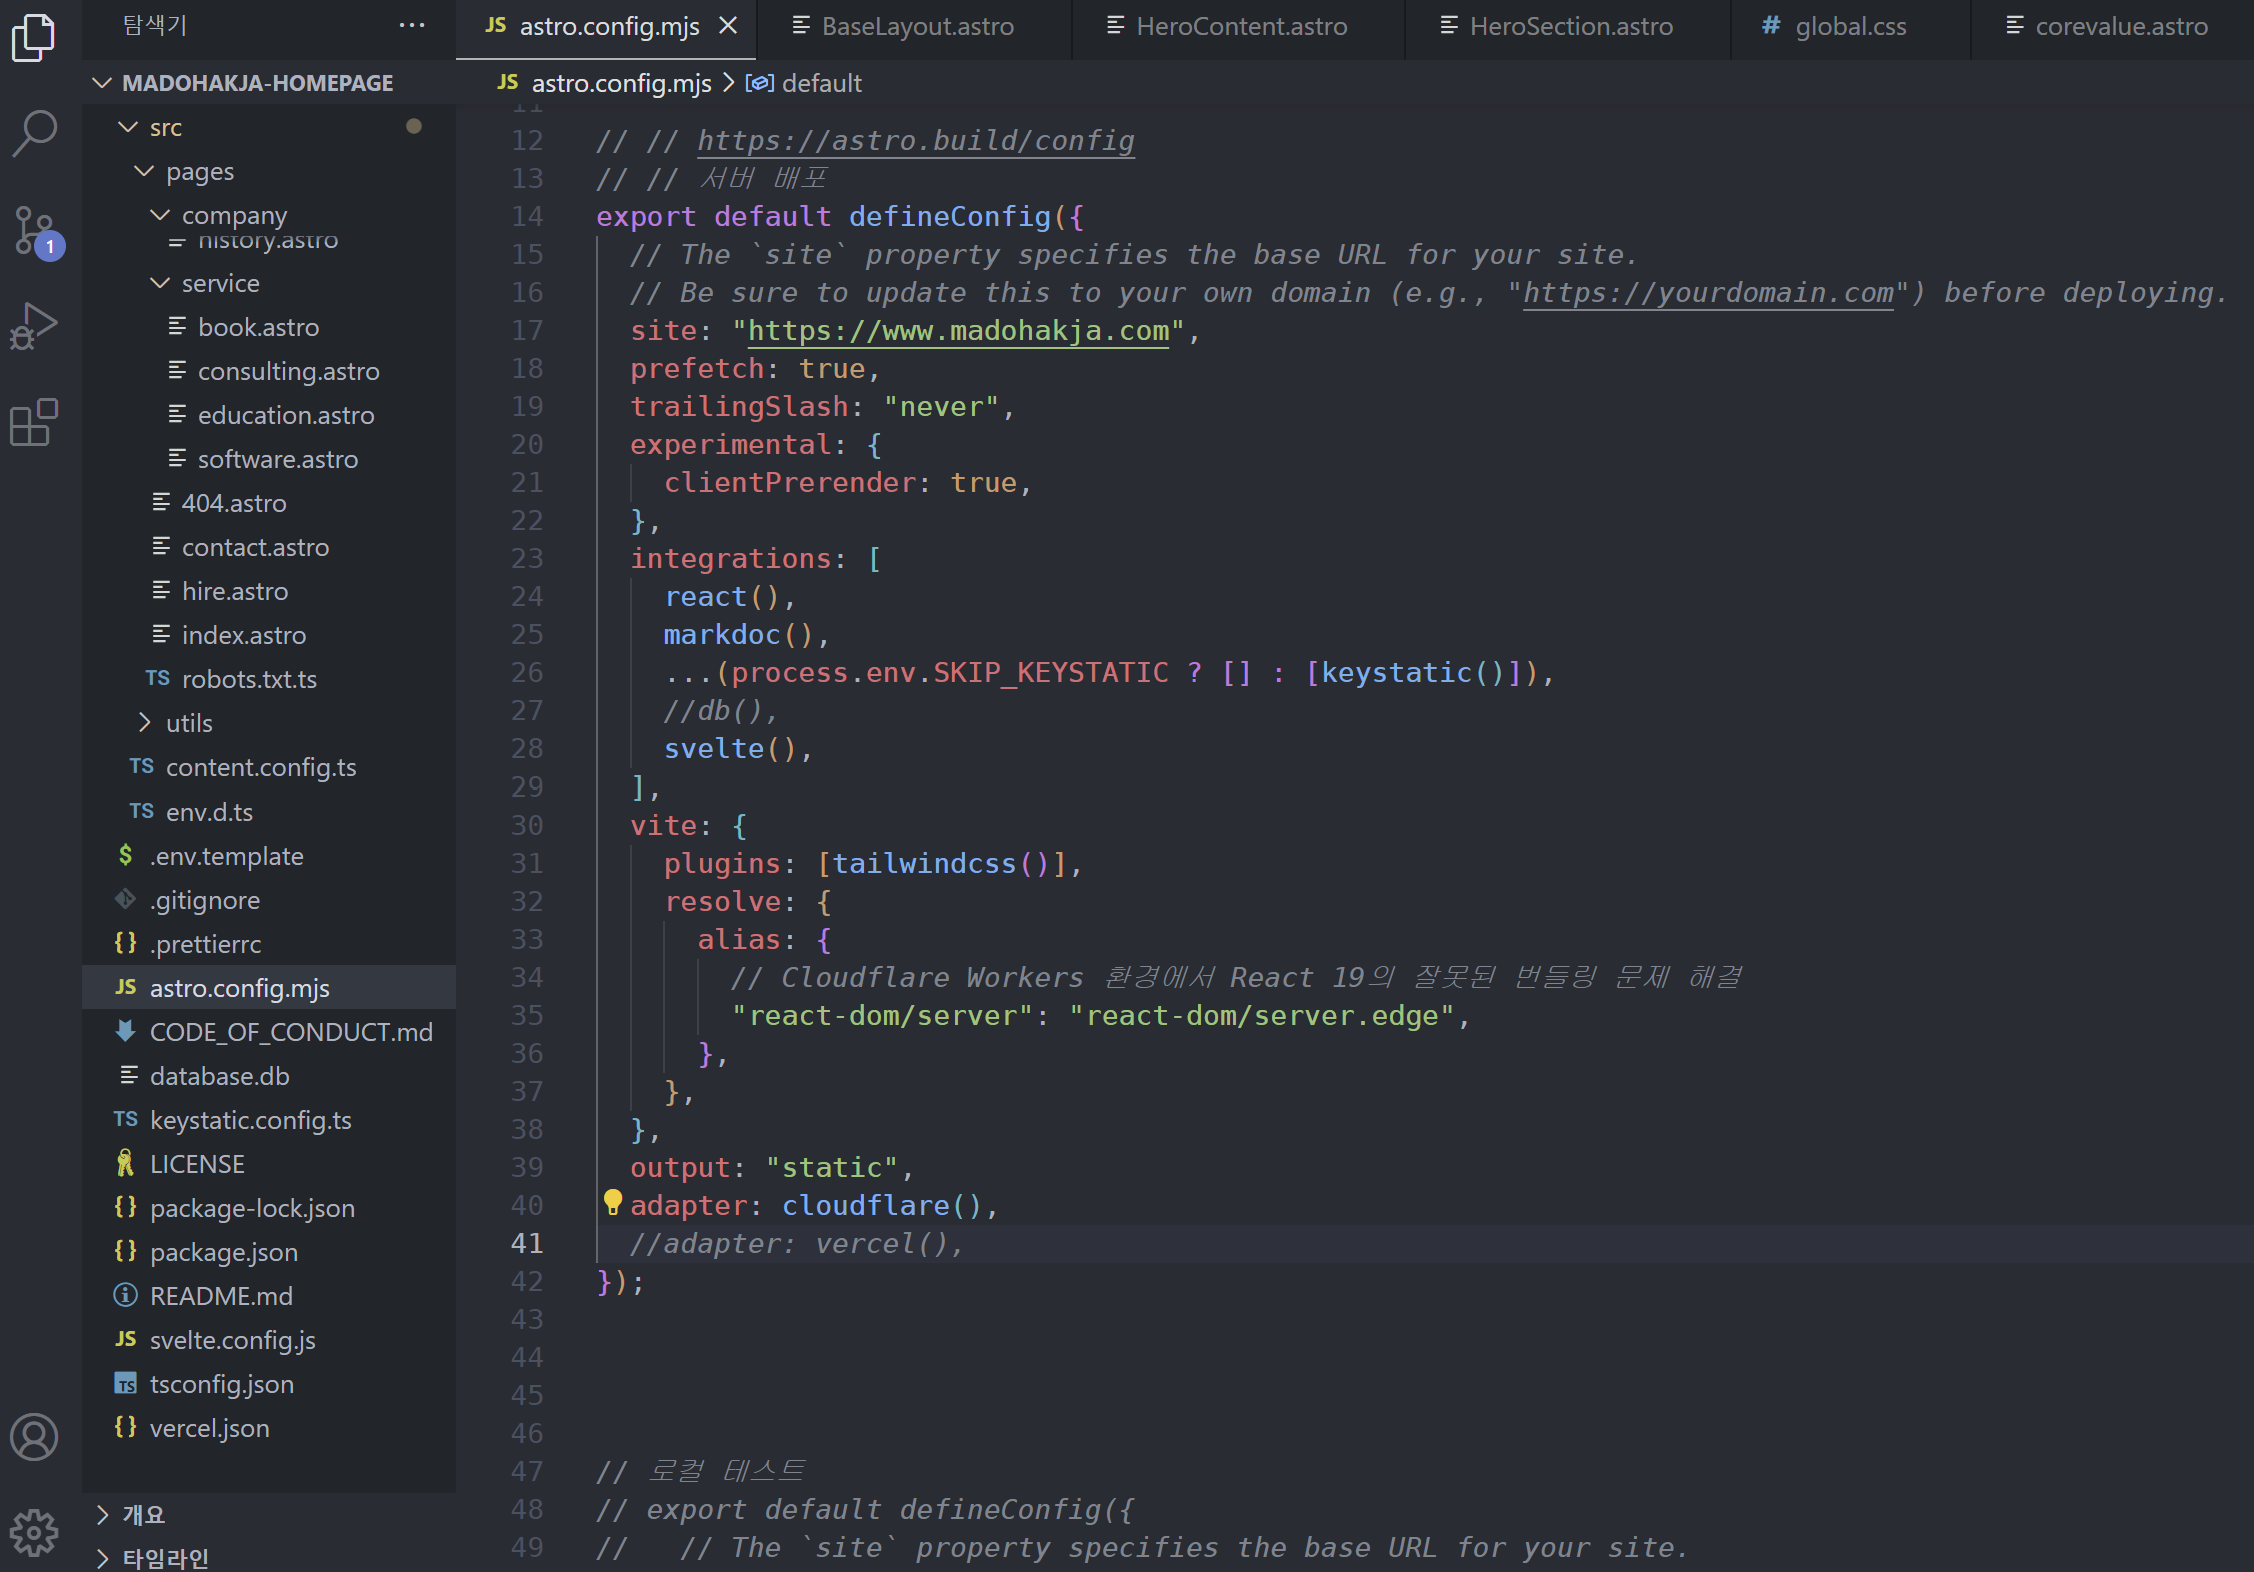 탐색기
MADOHAKJA-HOMEPAGE
src
pages
company
history.astro
service
book.astro
consulting.astro
education.astro
software.astro
404.astro
contact.astro
hire.astro
index.astro
TS robots.txt.ts
utils
TS content.config.ts
TS env.d.ts
$ .env.template
.gitignore
{} .prettierrc
JS astro.config.mjs
CODE_OF_CONDUCT.md
database.db
TS keystatic.config.ts
LICENSE
{} package-lock.json
{} package.json
README.md
JS svelte.config.js
TS tsconfig.json
{} vercel.json
개요
타임라인
1
JS astro.config.mjs
BaseLayout.astro
HeroContent.astro
HeroSection.astro
# global.css
corevalue.astro
JS astro.config.mjs > default
11
12 // // https://astro.build/config
13 // // 서버 배포
14 export default defineConfig({
15 // The `site` property specifies the base URL for your site.
16 // Be sure to update this to your own domain (e.g., "https://yourdomain.com") before deploying.
17 site: "https://www.madohakja.com",
18 prefetch: true,
19 trailingSlash: "never",
20 experimental: {
21 clientPrerender: true,
22 },
23 integrations: [
24 react(),
25 markdoc(),
26 ...(process.env.SKIP_KEYSTATIC ? [] : [keystatic()]),
27 //db(),
28 svelte(),
29 ],
30 vite: {
31 plugins: [tailwindcss()],
32 resolve: {
33 alias: {
34 // Cloudflare Workers 환경에서 React 19의 잘못된 번들링 문제 해결
35 "react-dom/server": "react-dom/server.edge",
36 },
37 },
38 },
39 output: "static",
40 adapter: cloudflare(),
41 //adapter: vercel(),
42 });
43
44
45
46
47 // 로컬 테스트
48 // export default defineConfig({
49 // // The `site` property specifies the base URL for your site.